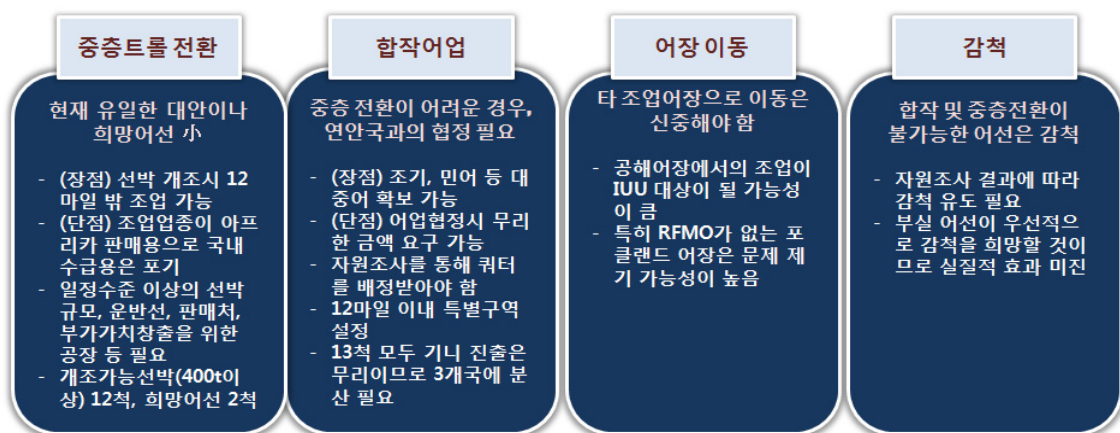 중층트롤 전환
현재 유일한 대안이나
희망어선 小
- (장점) 선박 개조시 12
마일 밖 조업 가능
- (단점) 조업업종이 아프
리카 판매용으로 국내
수급용은 포기
- 일정수준 이상의 선박
규모, 운반선, 판매처,
부가가치창출을 위한
공장 등 필요
- 개조가능선박(400t이
상) 12척, 희망어선 2척
합작어업
중층 전환이 어려운 경우,
연안국과의 협정 필요
- (장점) 조기, 민어 등 대
중어 확보 가능
- (단점) 어업협정시 무리
한 금액 요구 가능
- 자원조사를 통해 쿼터
를 배정받아야 함
- 12마일 이내 특별구역
설정
- 13척 모두 기니 진출은
무리이므로 3개국에 분
산 필요
어장 이동
타 조업어장으로 이동은
신중해야 함
- 공해어장에서의 조업이
IUU 대상이 될 가능성
이 큼
- 특히 RFMO가 없는 포
클랜드 어장은 문제 제
기 가능성이 높음
감척
합작 및 중층전환이
불가능한 어선은 감척
- 자원조사 결과에 따라
감척 유도 필요
- 부실 어선이 우선적으
로 감척을 희망할 것이
므로 실질적 효과 미진